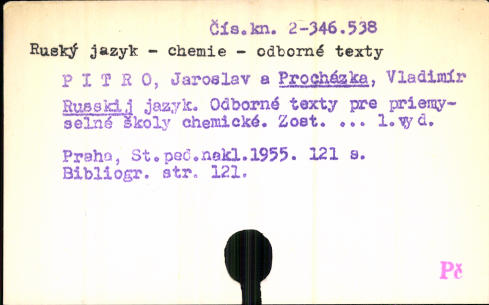 Čís.kn. 2-346.538
Ruský jazyk - chemie - odborné texty
P I T R O, Jaroslav a Procházka, Vladimír
Russkij jazyk. Odborné texty pre priemy-
selné školy chemické. Zost. ... 1.vyd.
Praha, St.ped.nakl.1955. 121 s.
Bibliogr. str. 121.
Pč